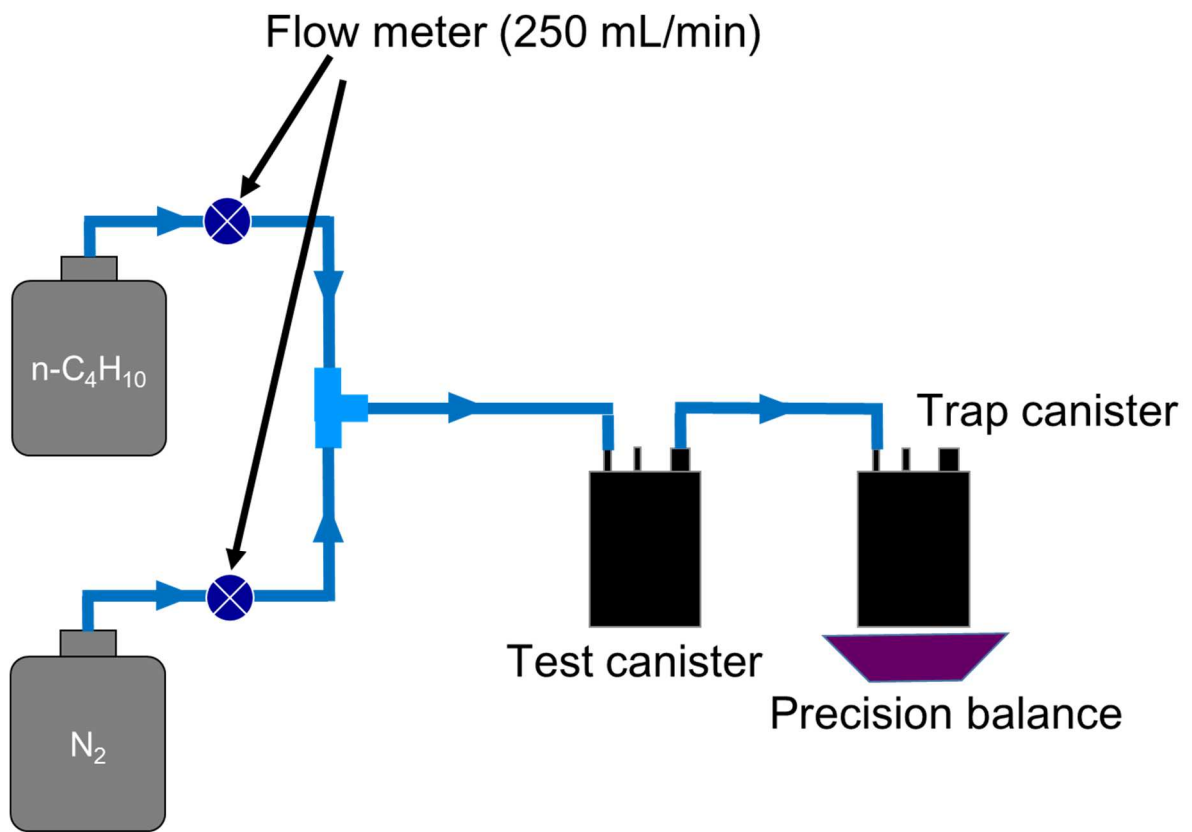 Flow meter (250 mL/min)
n-C₄H₁₀
Trap canister
Test canister
Precision balance
N₂